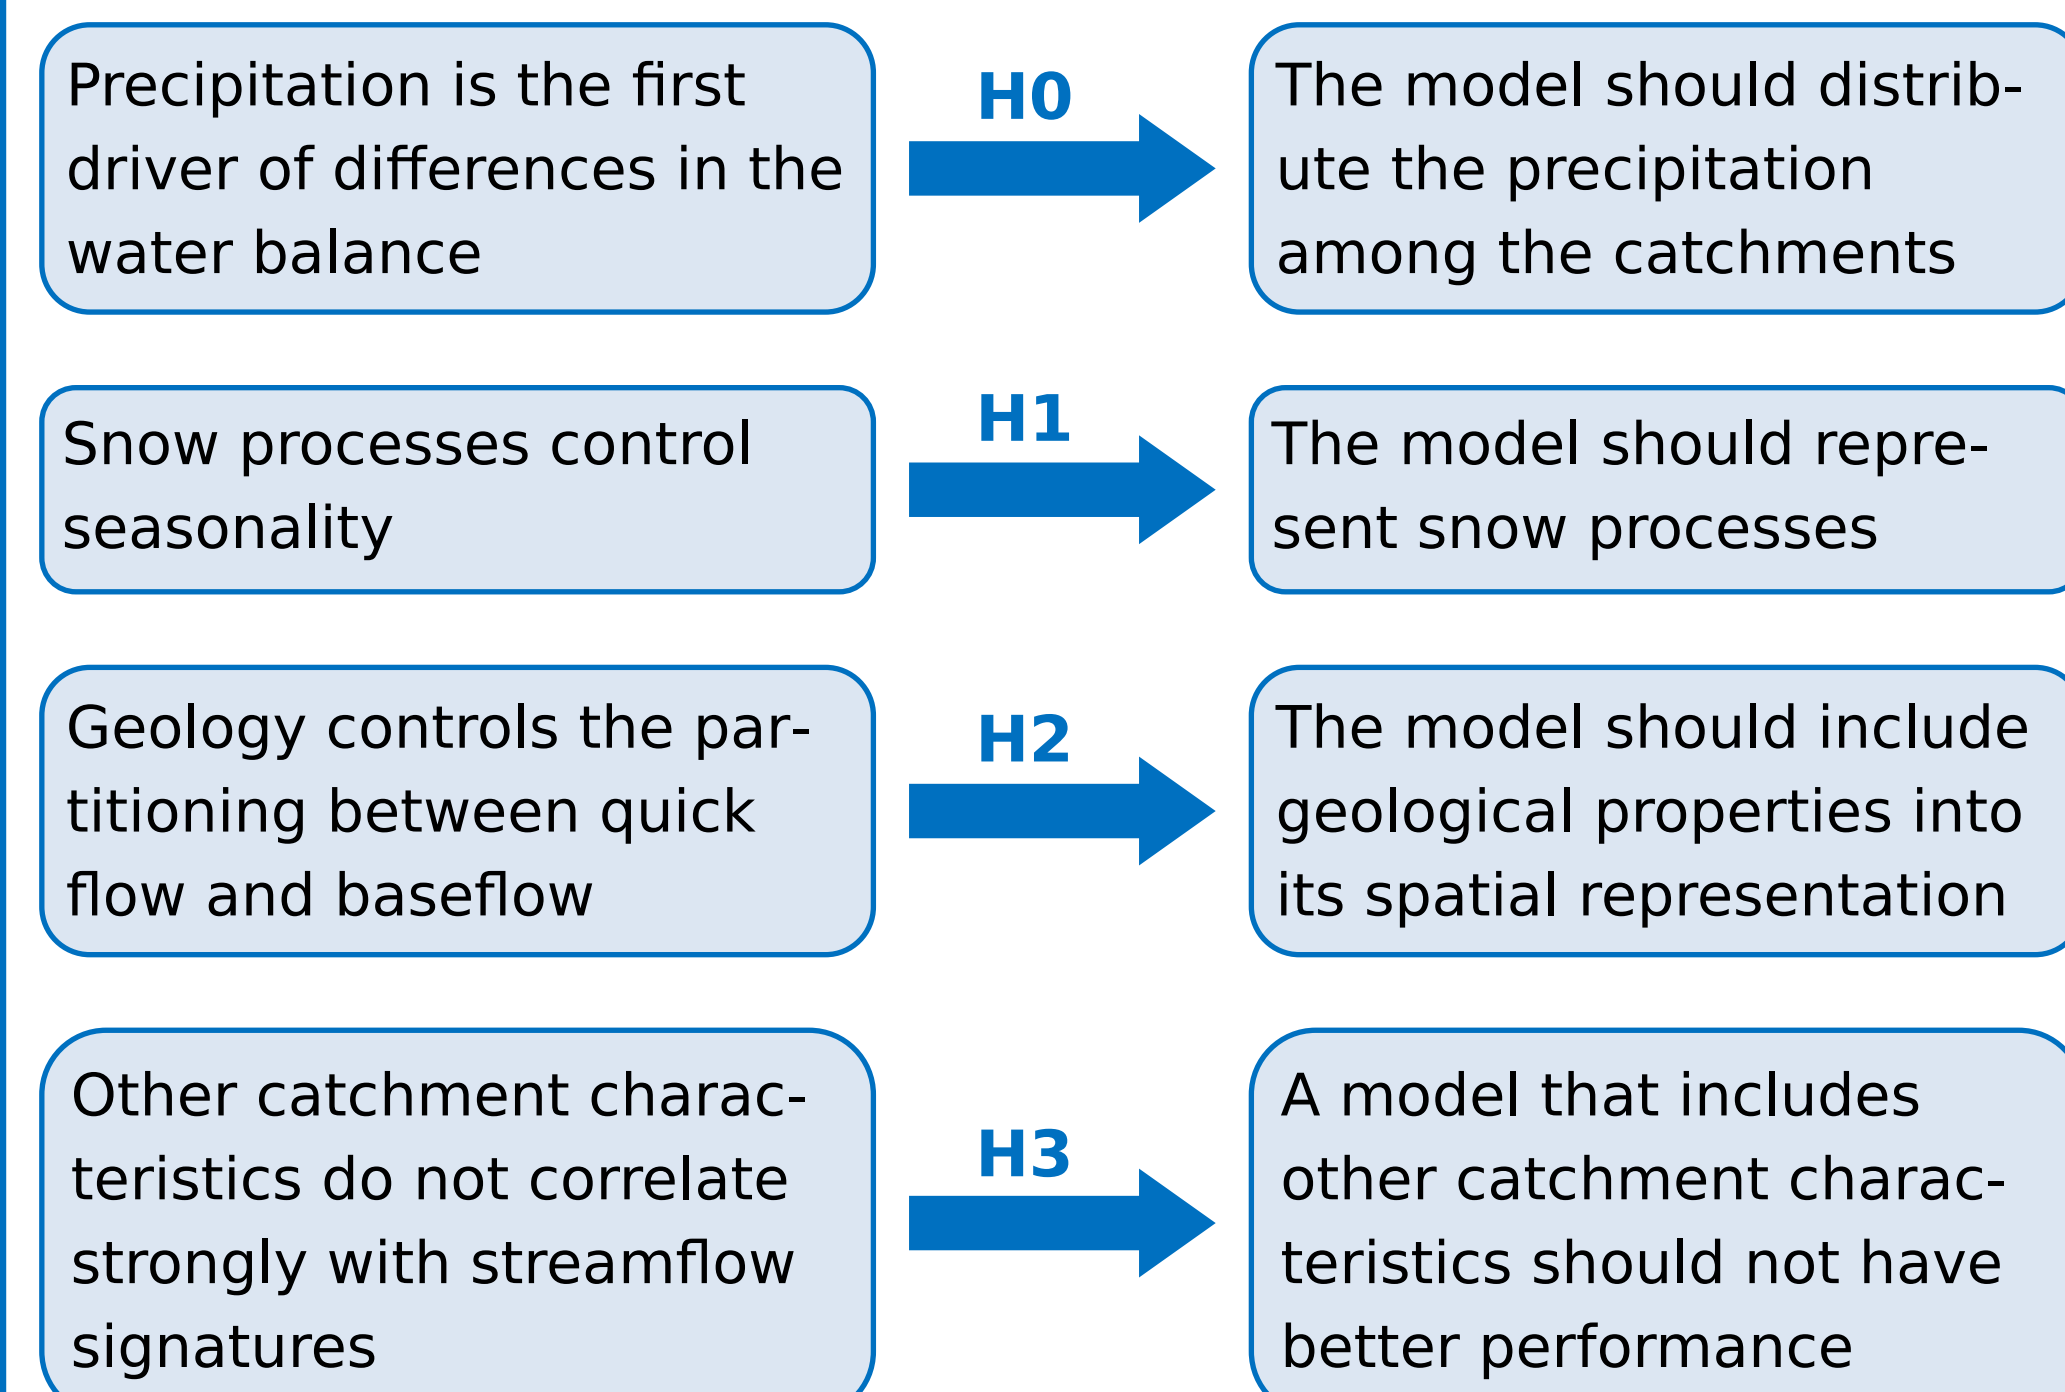 Precipitation is the first
driver of differences in the
water balance
H0
The model should distrib-
ute the precipitation
among the catchments
Snow processes control
seasonality
H1
The model should repre-
sent snow processes
Geology controls the par-
titioning between quick
flow and baseflow
H2
The model should include
geological properties into
its spatial representation
Other catchment charac-
teristics do not correlate
strongly with streamflow
signatures
H3
A model that includes
other catchment charac-
teristics should not have
better performance